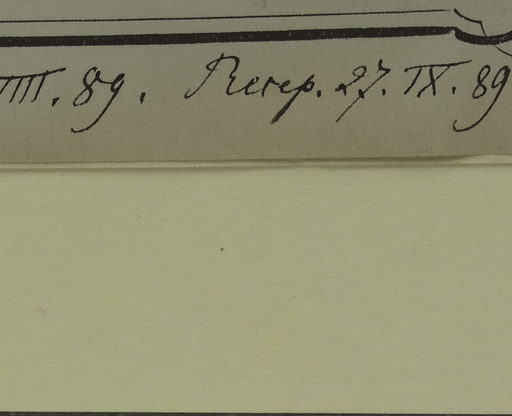 VIII. 89. Recep. 27. IX. 89